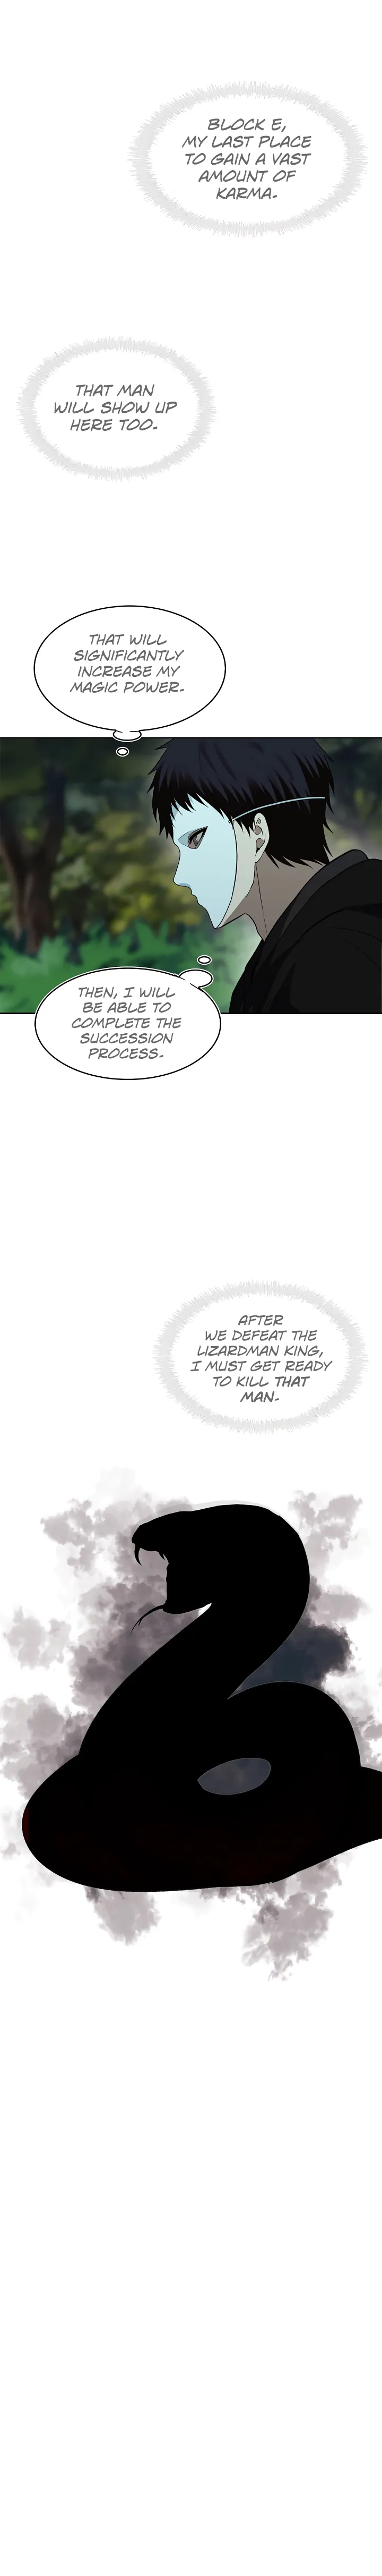 BLOCK E,
MY LAST PLACE
TO GAIN A VAST
AMOUNT OF
KARMA.
THAT MAN
WILL SHOW UP
HERE TOO.
THAT WILL
SIGNIFICANTLY
INCREASE MY
MAGIC POWER.
THEN, I WILL
BE ABLE TO
COMPLETE THE
SUCCESSION
PROCESS.
AFTER
WE DEFEAT THE
LIZARDMAN KING,
I MUST GET READY
TO KILL THAT
MAN.